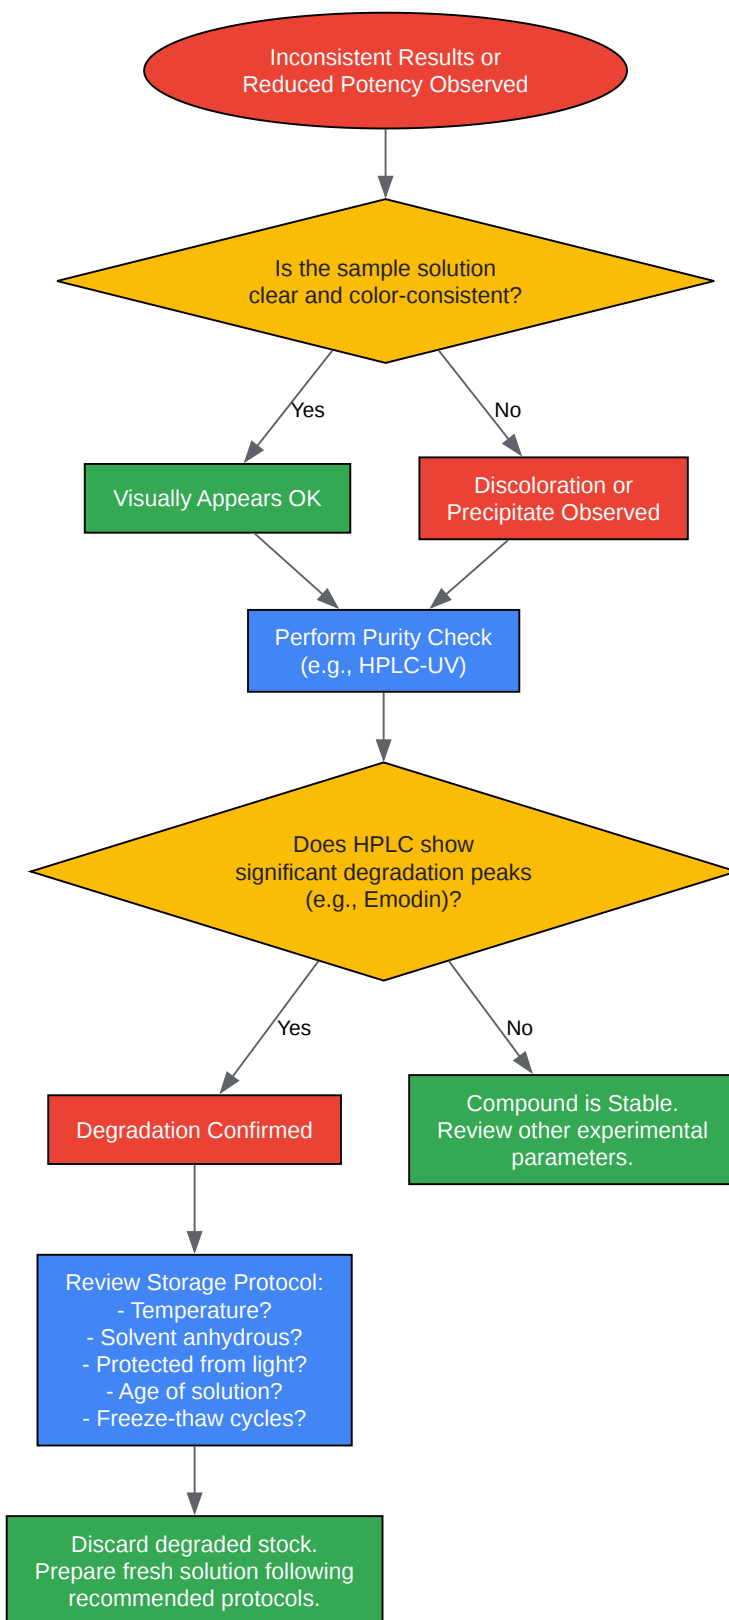 Inconsistent Results or
Reduced Potency Observed
Is the sample solution
clear and color-consistent?
Yes
No
Visually Appears OK
Discoloration or
Precipitate Observed
Perform Purity Check
(e.g., HPLC-UV)
Does HPLC show
significant degradation peaks
(e.g., Emodin)?
Yes
No
Degradation Confirmed
Compound is Stable.
Review other experimental
parameters.
Review Storage Protocol:
- Temperature?
- Solvent anhydrous?
- Protected from light?
- Age of solution?
- Freeze-thaw cycles?
Discard degraded stock.
Prepare fresh solution following
recommended protocols.